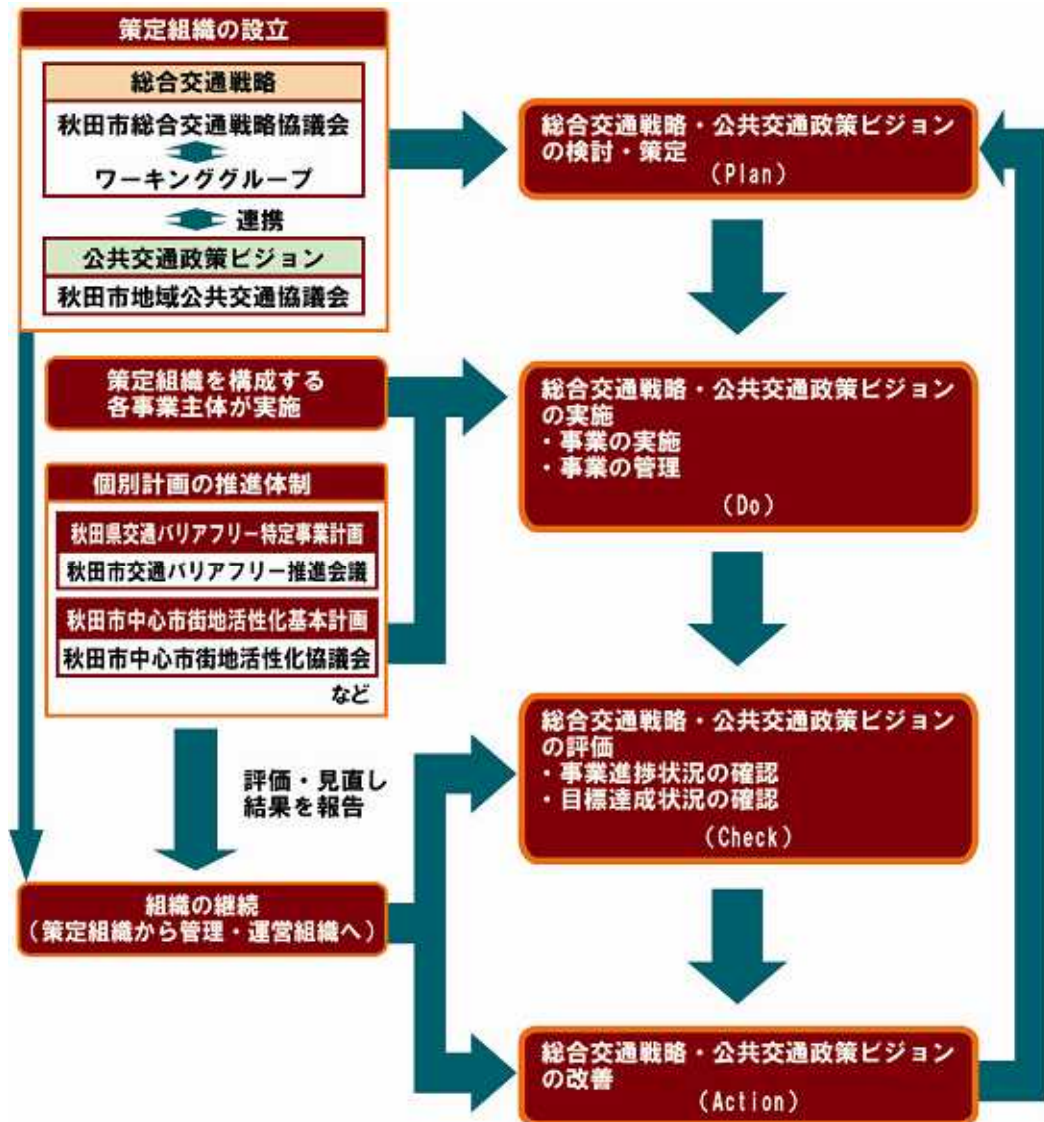 策定組織の設立
総合交通戦略
秋田市総合交通戦略協議会
ワーキンググループ
連携
公共交通政策ビジョン
秋田市地域公共交通協議会
総合交通戦略・公共交通政策ビジョン
の検討・策定
(Plan)
策定組織を構成する
各事業主体が実施
総合交通戦略・公共交通政策ビジョン
の実施
・事業の実施
・事業の管理
(Do)
個別計画の推進体制
秋田県交通バリアフリー特定事業計画
秋田市交通バリアフリー推進会議
秋田市中心市街地活性化基本計画
秋田市中心市街地活性化協議会
など
評価・見直し
結果を報告
総合交通戦略・公共交通政策ビジョン
の評価
・事業進捗状況の確認
・目標達成状況の確認
(Check)
組織の継続
(策定組織から管理・運営組織へ)
総合交通戦略・公共交通政策ビジョン
の改善
(Action)